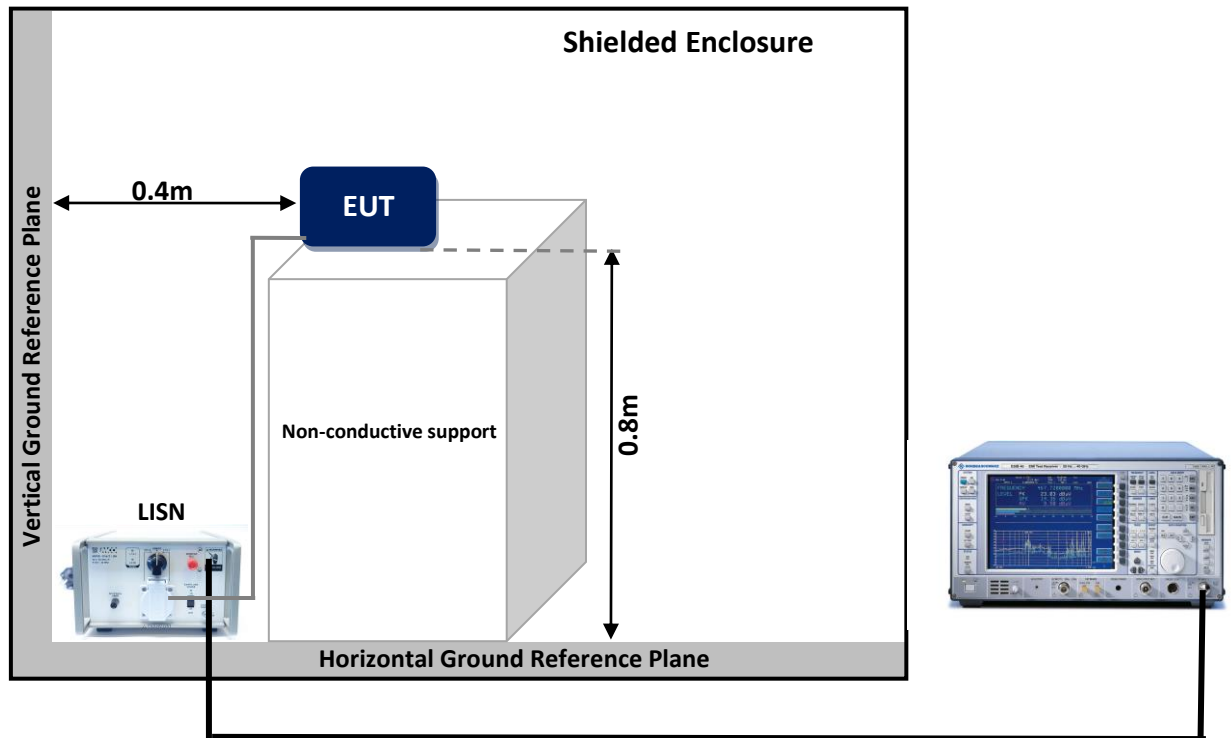 Shielded Enclosure
Vertical Ground Reference Plane
0.4m
EUT
0.8m
Non-conductive support
LISN
Horizontal Ground Reference Plane